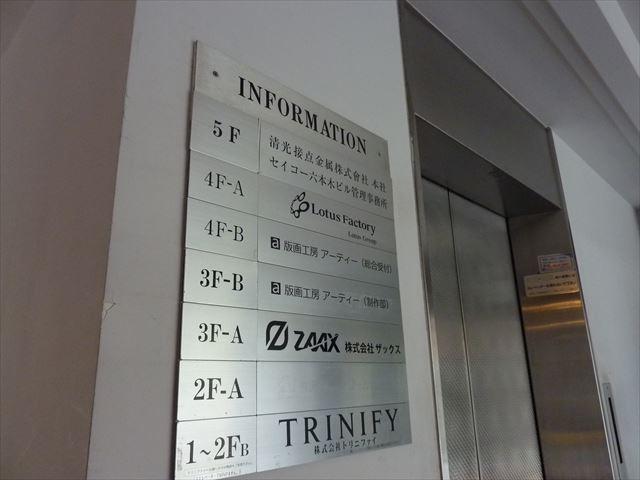 INFORMATION
5F
清光接点金属株式會社 本社
セイコー六本木ビル管理事務所
4F-A
Lotus Factory
Lotus Group
4F-B
a 版画工房 アーティー (総合受付)
3F-B
a 版画工房 アーティー (制作部)
3F-A
ZAAX 株式会社 ザックス
2F-A
1~2FB
TRINIFY
株式会社トリニファイ